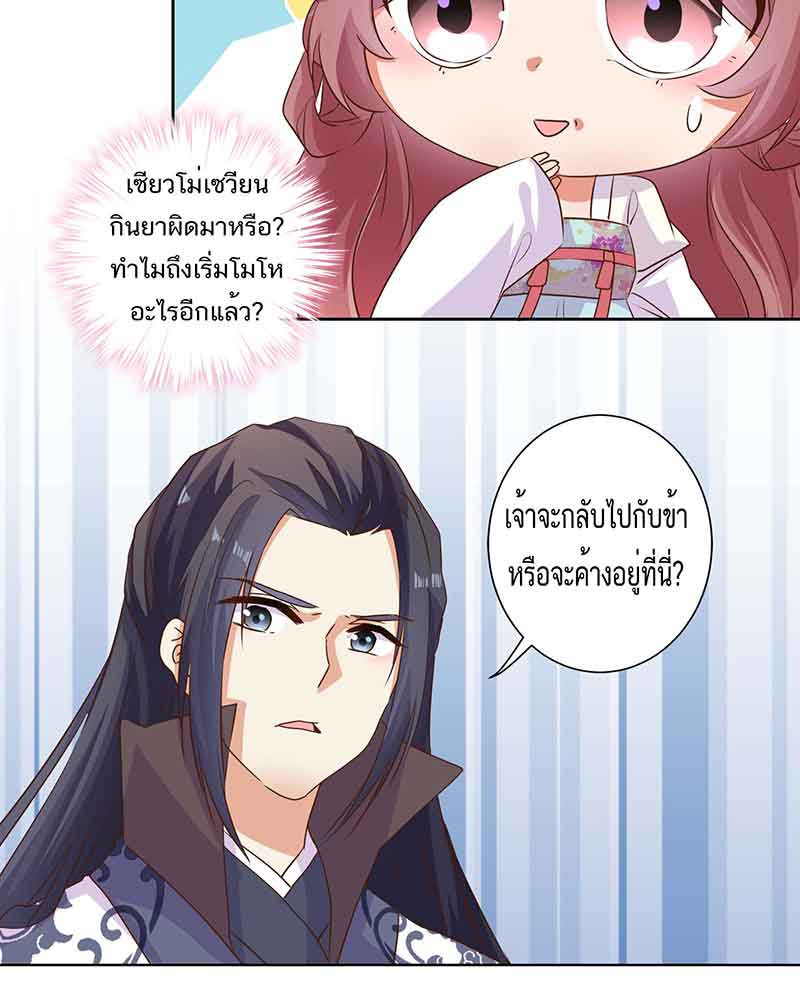 เซียวโม่เซวียน
กินยาผิดมาหรือ?
ทำไมถึงเริ่มโมโห
อะไรอีกแล้ว?
เจ้าจะกลับไปกับข้า
หรือจะค้างอยู่ที่นี่?